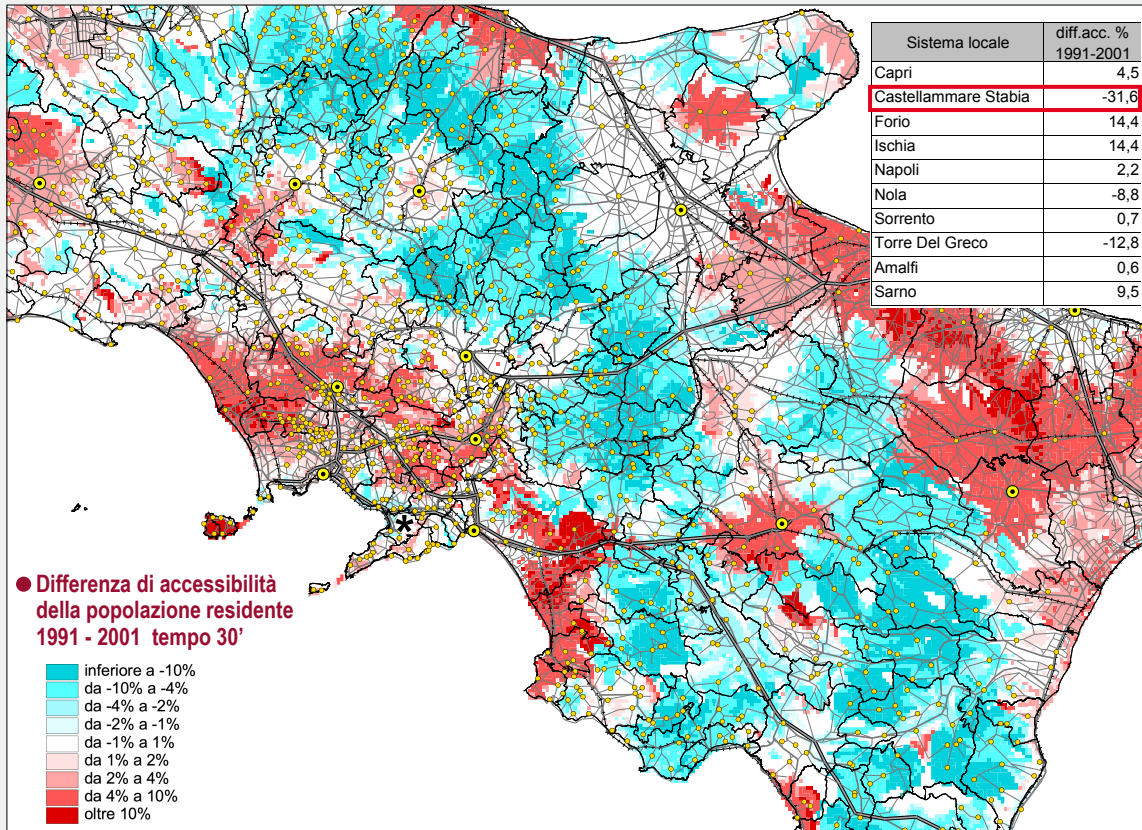 Sistema locale diff.acc. % 1991-2001
Capri 4,5
Castellammare Stabia -31,6
Forio 14,4
Ischia 14,4
Napoli 2,2
Nola -8,8
Sorrento 0,7
Torre Del Greco -12,8
Amalfi 0,6
Sarno 9,5
*
● Differenza di accessibilità
della popolazione residente
1991 - 2001 tempo 30’
inferiore a -10%
da -10% a -4%
da -4% a -2%
da -2% a -1%
da -1% a 1%
da 1% a 2%
da 2% a 4%
da 4% a 10%
oltre 10%